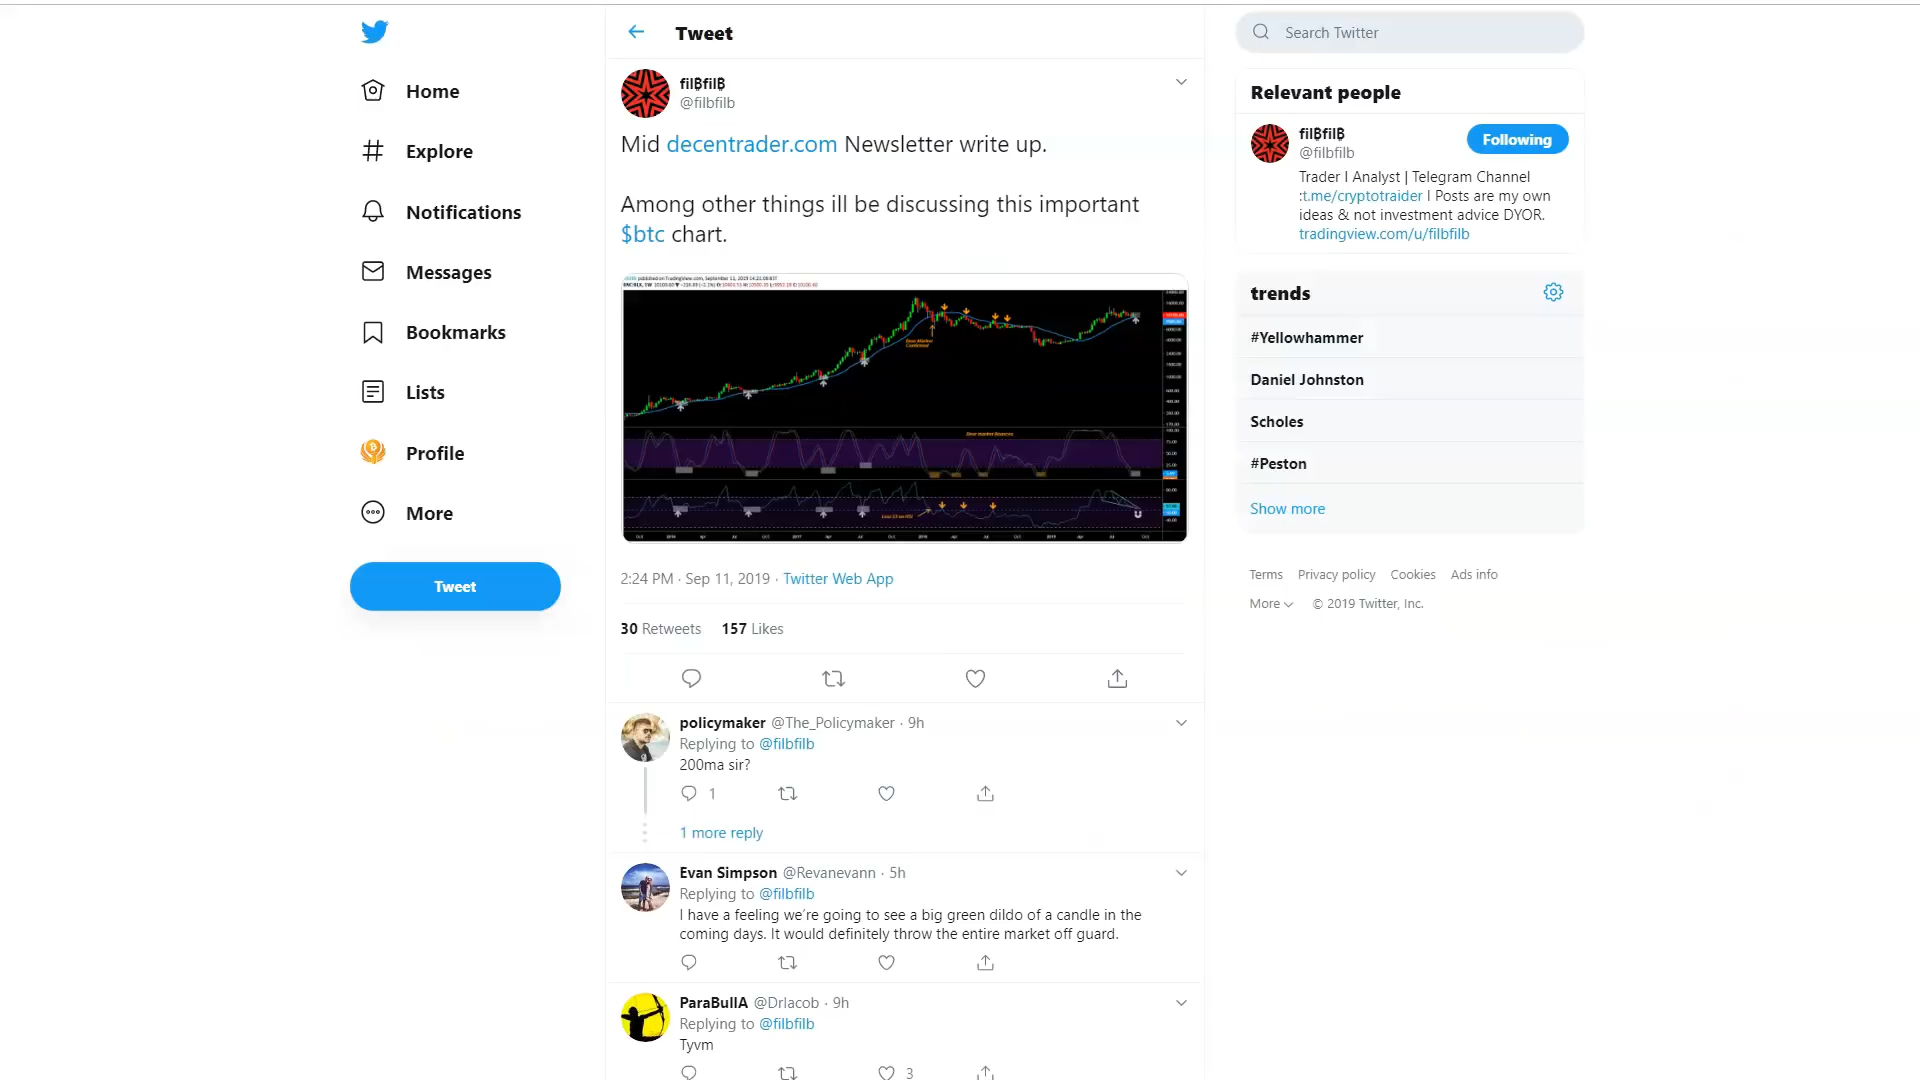 Home
Explore
Notifications
Messages
Bookmarks
Lists
Profile
More
Tweet
Tweet
filɃfilɃ
@filbfilb
Mid decentrader.com Newsletter write up.
Among other things ill be discussing this important
$btc chart.
2:24 PM · Sep 11, 2019 · Twitter Web App
30 Retweets 157 Likes
policymaker @The_Policymaker · 9h
Replying to @filbfilb
200ma sir?
1
1 more reply
Evan Simpson @Revanevann · 5h
Replying to @filbfilb
I have a feeling we're going to see a big green dildo of a candle in the
coming days. It would definitely throw the entire market off guard.
ParaBullA @DrIacob · 9h
Replying to @filbfilb
Tyvm
3
Search Twitter
Relevant people
filɃfilɃ
@filbfilb
Following
Trader I Analyst | Telegram Channel
:t.me/cryptotraider I Posts are my own
ideas & not investment advice DYOR.
tradingview.com/u/filbfilb
trends
#Yellowhammer
Daniel Johnston
Scholes
#Peston
Show more
Terms Privacy policy Cookies Ads info
More © 2019 Twitter, Inc.